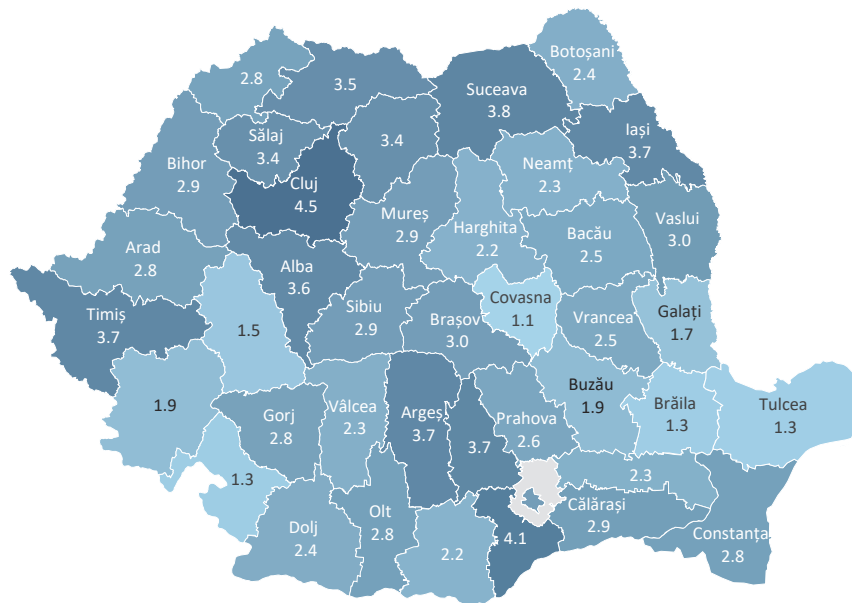 Botoșani
2.4
2.8
3.5
Suceava
3.8
Iași
3.7
Sălaj
3.4
3.4
Bihor
2.9
Cluj
4.5
Neamț
2.3
Mureș
2.9
Harghita
2.2
Vaslui
3.0
Arad
2.8
Bacău
2.5
Alba
3.6
Covasna
1.1
Timiș
3.7
1.5
Sibiu
2.9
Brașov
3.0
Vrancea
2.5
Galați
1.7
1.9
Gorj
2.8
Vâlcea
2.3
Argeș
3.7
Prahova
2.6
Buzău
1.9
Brăila
1.3
Tulcea
1.3
3.7
1.3
2.3
Dolj
2.4
Olt
2.8
2.2
4.1
Călărași
2.9
Constanța
2.8